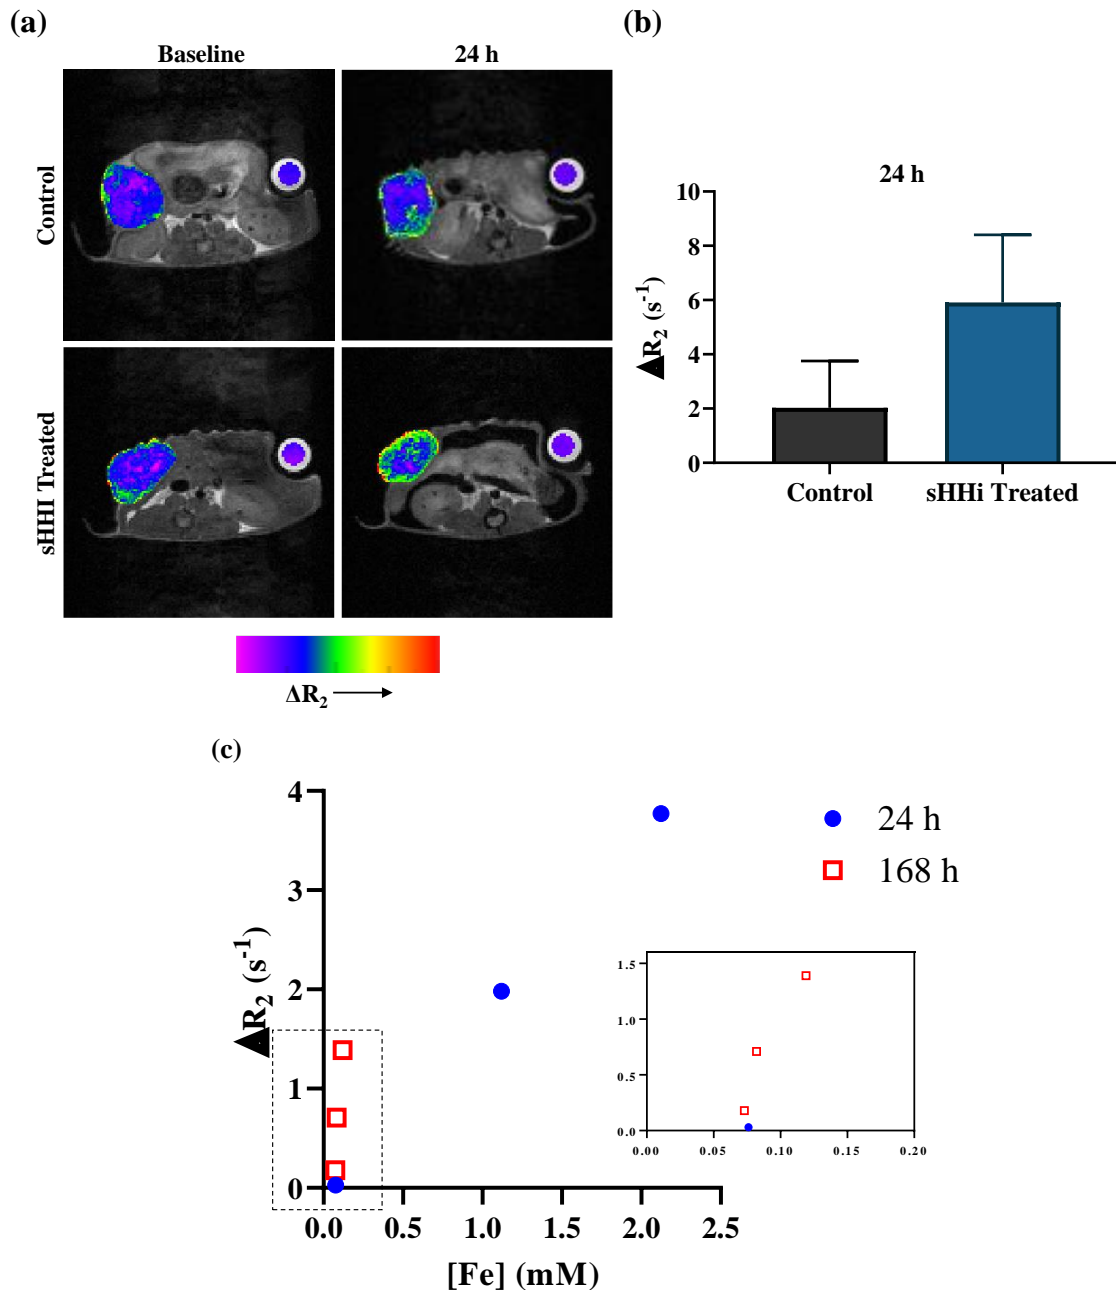 (a)
Baseline
24 h
Control
sHHI Treated
ΔR2
(b)
24 h
ΔR2 (s-1)
10
8
6
4
2
0
Control
sHHi Treated
(c)
ΔR2 (s-1)
4
3
2
1
0
0.0 0.5 1.0 1.5 2.0 2.5
[Fe] (mM)
24 h
168 h
1.5
1.0
0.5
0.0
0.00 0.05 0.10 0.15 0.20